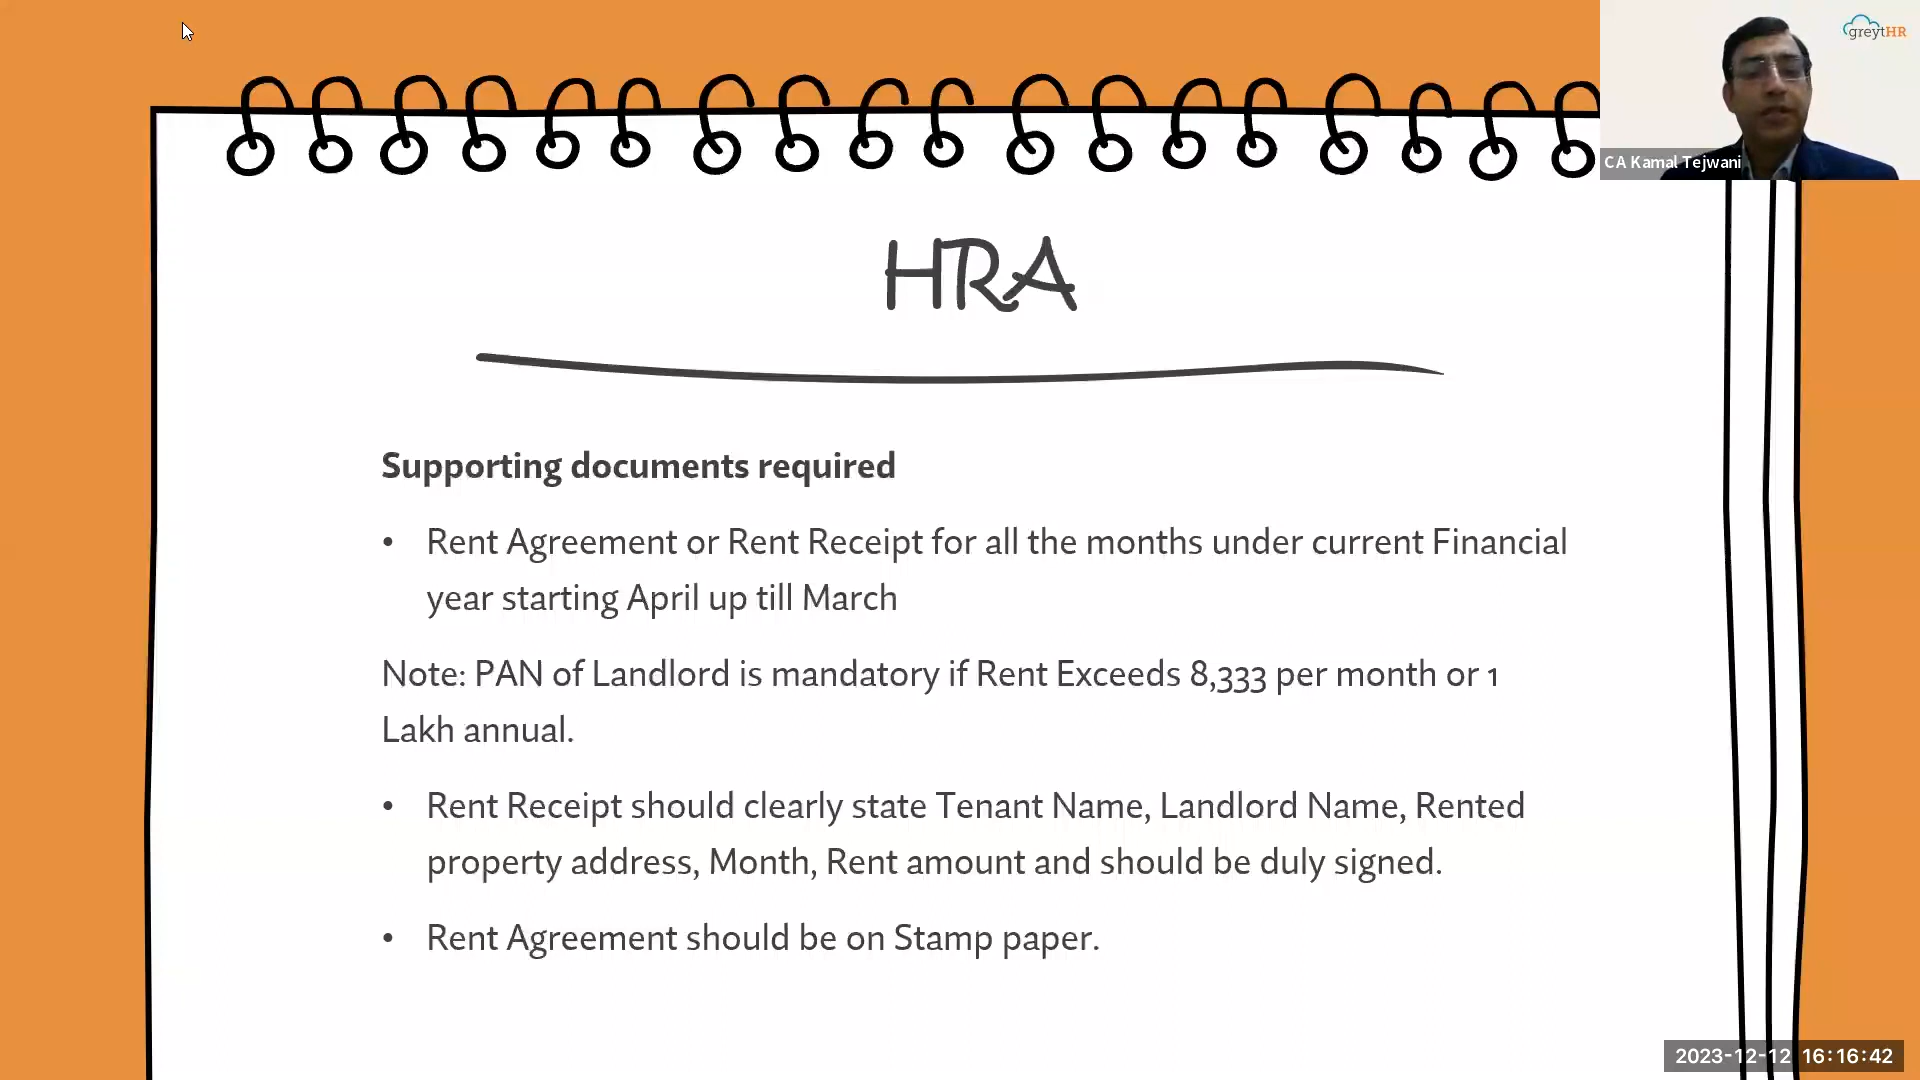 greytHR
CA Kamal Tejwani
HRA
Supporting documents required
• Rent Agreement or Rent Receipt for all the months under current Financial
year starting April up till March
Note: PAN of Landlord is mandatory if Rent Exceeds 8,333 per month or 1
Lakh annual.
• Rent Receipt should clearly state Tenant Name, Landlord Name, Rented
property address, Month, Rent amount and should be duly signed.
• Rent Agreement should be on Stamp paper.
2023-12-12 16:16:42